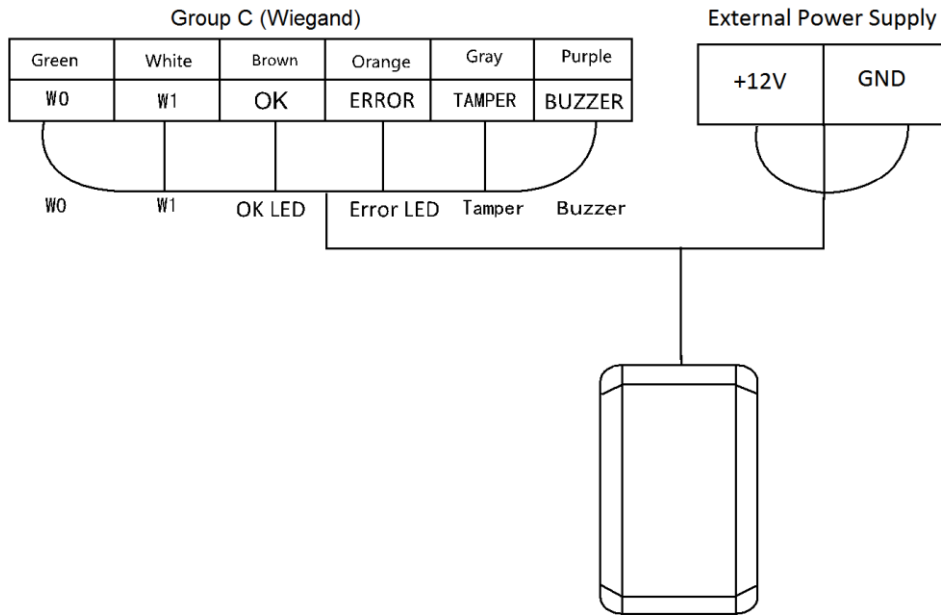 Group C (Wiegand)
External Power Supply
Green White Brown Orange Gray Purple
W0 W1 OK ERROR TAMPER BUZZER
+12V GND
W0 W1 OK LED Error LED Tamper Buzzer